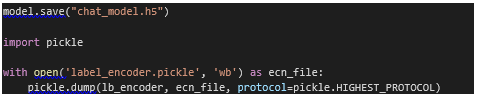 model.save("chat_model.h5")
import pickle
with open('label_encoder.pickle', 'wb') as ecn_file:
    pickle.dump(lb_encoder, ecn_file, protocol=pickle.HIGHEST_PROTOCOL)